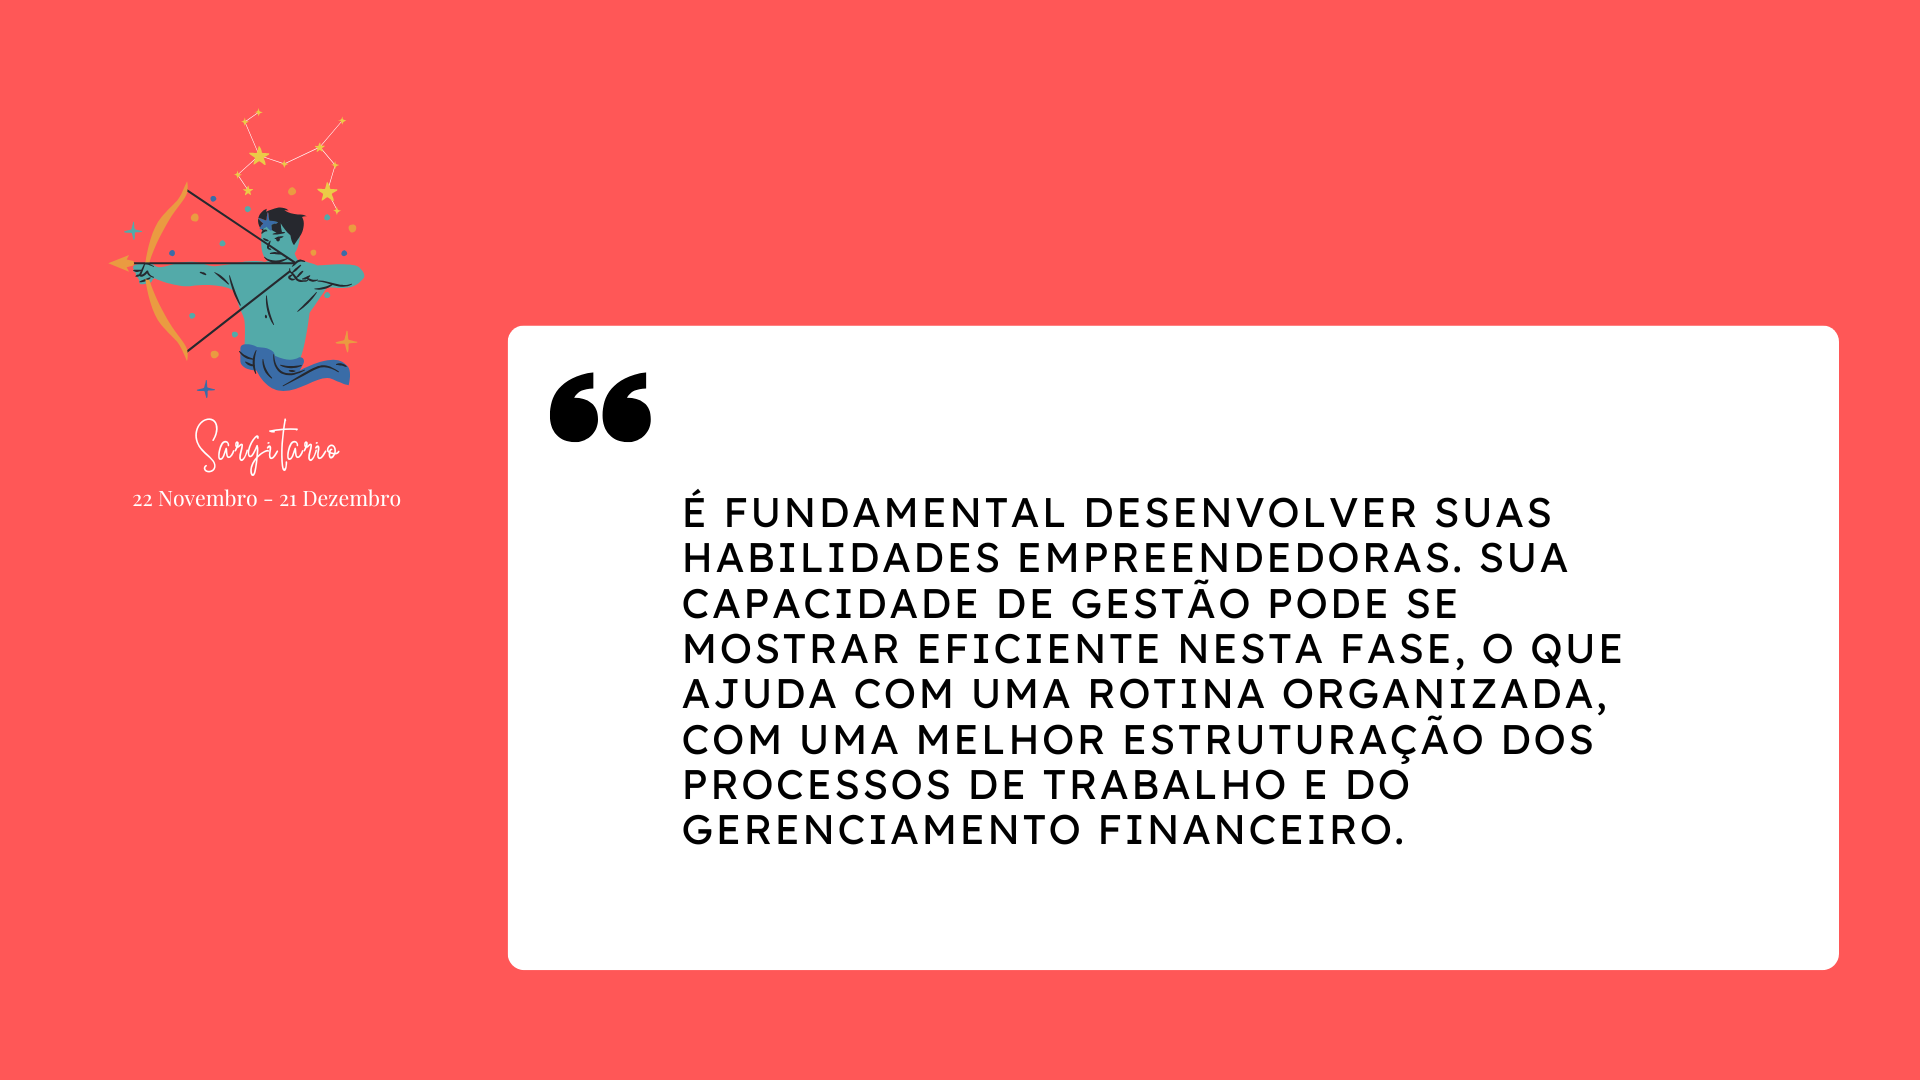 Sargitario
22 Novembro - 21 Dezembro
“
É FUNDAMENTAL DESENVOLVER SUAS
HABILIDADES EMPREENDEDORAS. SUA
CAPACIDADE DE GESTÃO PODE SE
MOSTRAR EFICIENTE NESTA FASE, O QUE
AJUDA COM UMA ROTINA ORGANIZADA,
COM UMA MELHOR ESTRUTURAÇÃO DOS
PROCESSOS DE TRABALHO E DO
GERENCIAMENTO FINANCEIRO.